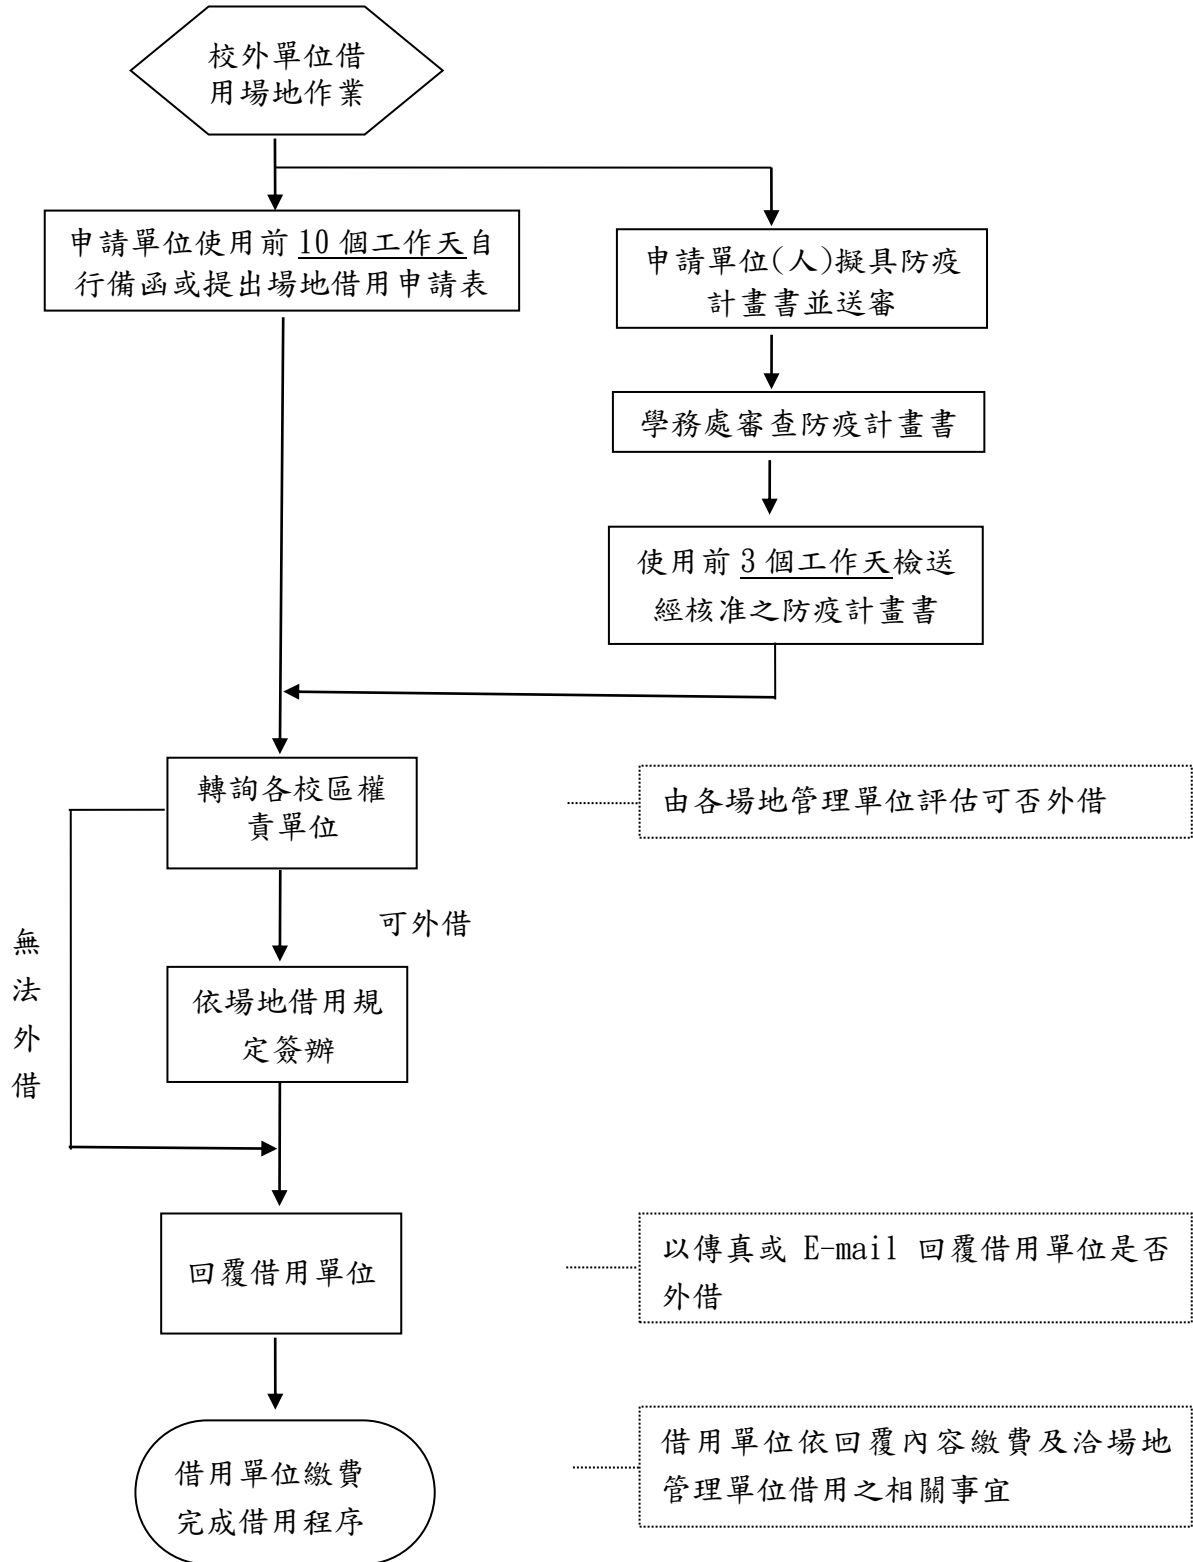 校外單位借
用場地作業
申請單位使用前 10 個工作天自
行備函或提出場地借用申請表
申請單位(人)擬具防疫
計畫書並送審
學務處審查防疫計畫書
使用前 3 個工作天檢送
經核准之防疫計畫書
轉詢各校區權
責單位
由各場地管理單位評估可否外借
可外借
無
法
外
借
依場地借用規
定簽辦
回覆借用單位
以傳真或 E-mail 回覆借用單位是否
外借
借用單位繳費
完成借用程序
借用單位依回覆內容繳費及洽場地
管理單位借用之相關事宜